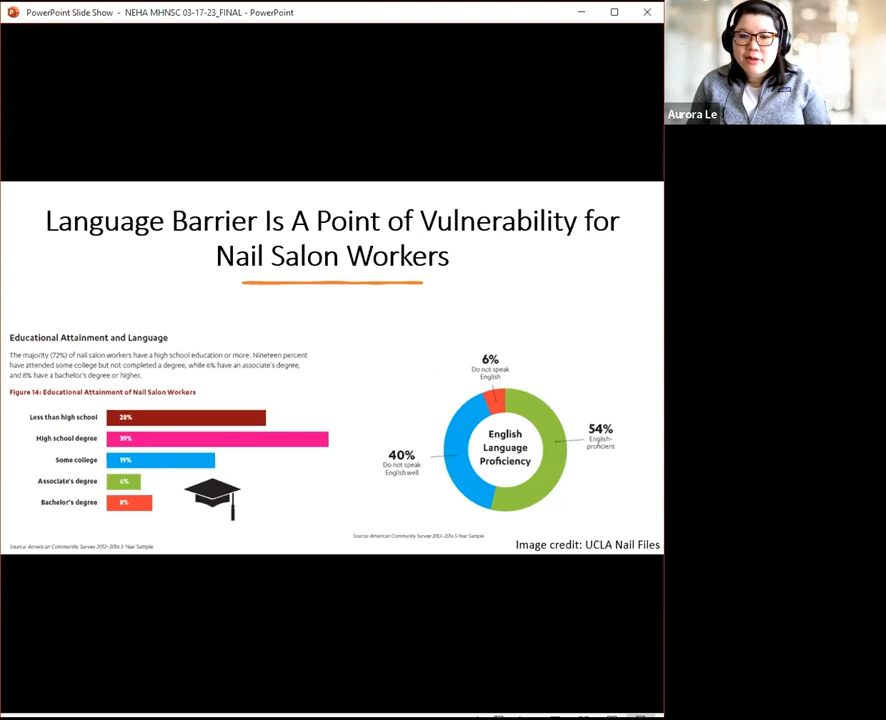 PowerPoint Slide Show - NEHA MHNSC 03-17-23_FINAL - PowerPoint
Aurora Le
Language Barrier Is A Point of Vulnerability for
Nail Salon Workers
Educational Attainment and Language
The majority (72%) of nail salon workers have a high school education or more. Nineteen percent
have attended some college but not completed a degree, while 6% have an associate's degree,
and 8% have a bachelor's degree or higher.
Figure 14: Educational Attainment of Nail Salon Workers
Less than high school 28%
High school degree 39%
Some college 19%
Associate's degree 6%
Bachelor's degree 8%
Source: American Community Survey 2012–2016 5-Year Sample
6%
Do not speak
English
54%
English-
proficient
40%
Do not speak
English well
English
Language
Proficiency
Source: American Community Survey 2012–2016 5-Year Sample
Image credit: UCLA Nail Files